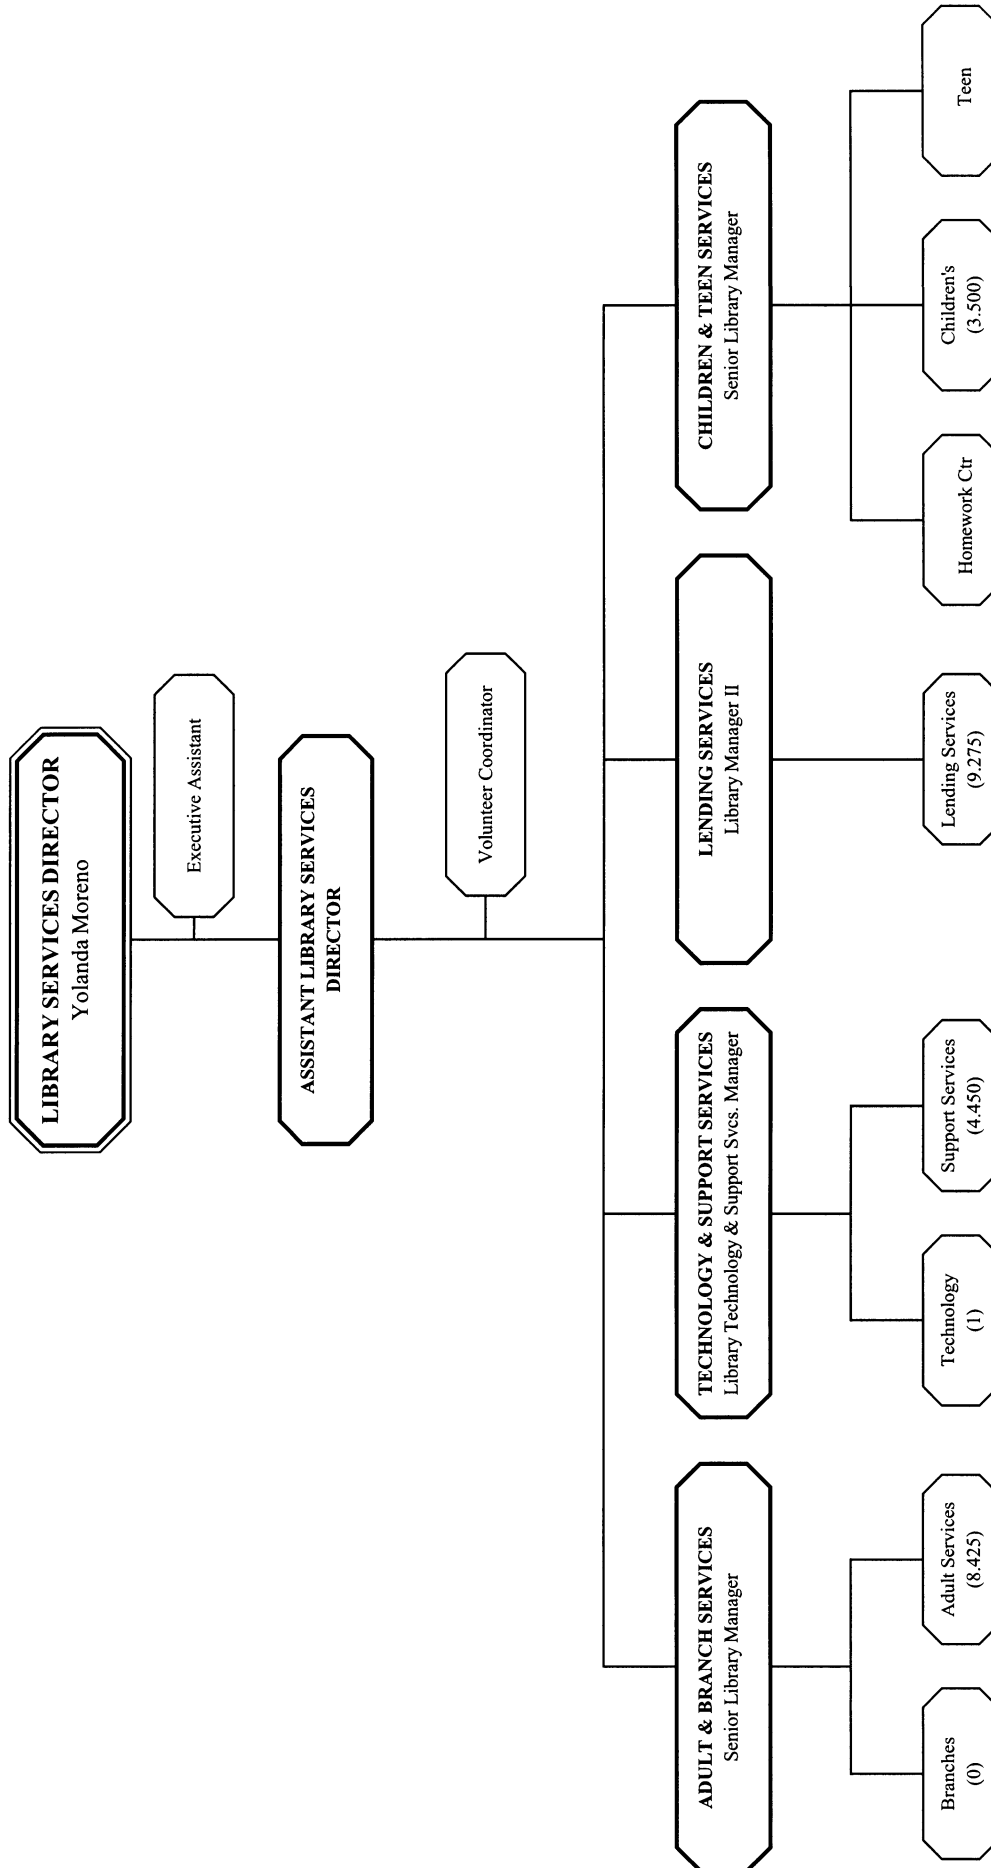 LIBRARY SERVICES DIRECTOR
Yolanda Moreno
Executive Assistant
ASSISTANT LIBRARY SERVICES
DIRECTOR
Volunteer Coordinator
ADULT & BRANCH SERVICES
Senior Library Manager
TECHNOLOGY & SUPPORT SERVICES
Library Technology & Support Svcs. Manager
LENDING SERVICES
Library Manager II
CHILDREN & TEEN SERVICES
Senior Library Manager
Branches
(0)
Adult Services
(8.425)
Technology
(1)
Support Services
(4.450)
Lending Services
(9.275)
Homework Ctr
Children's
(3.500)
Teen